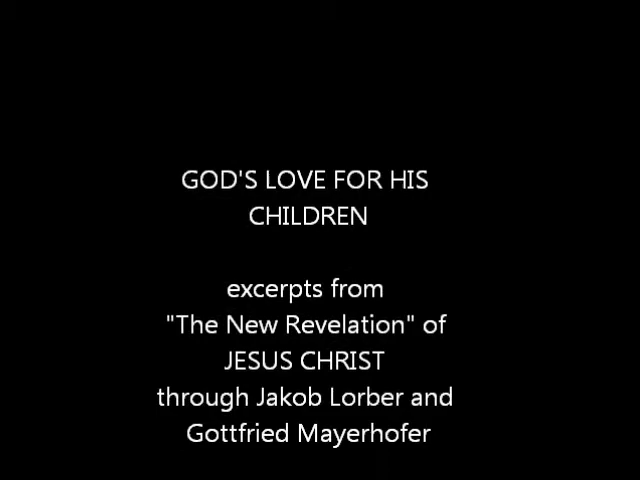 GOD'S LOVE FOR HIS
CHILDREN
excerpts from
"The New Revelation" of
JESUS CHRIST
through Jakob Lorber and
Gottfried Mayerhofer